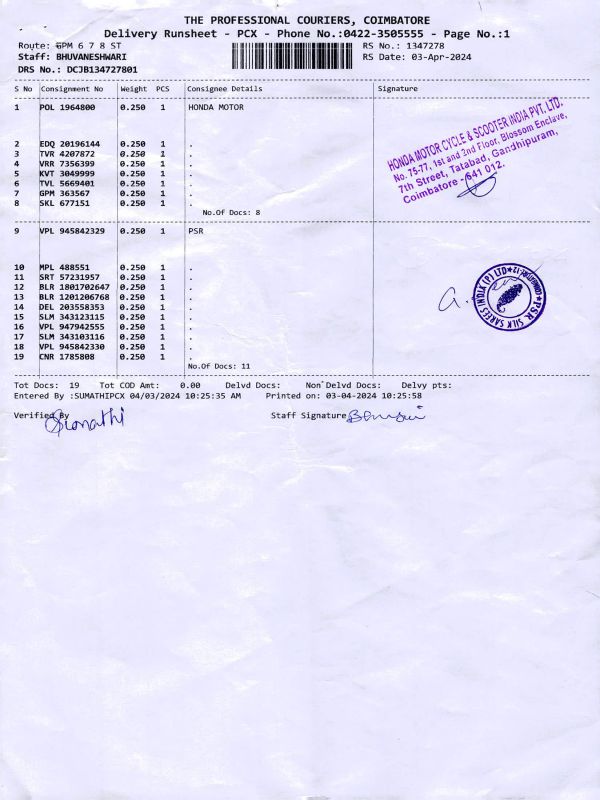 THE PROFESSIONAL COURIERS, COIMBATORE
Delivery Runsheet - PCX - Phone No.:0422-3505555 - Page No.:1
Route: GPM 6 7 8 ST
RS No.: 1347278
Staff: BHUVANESHWARI
RS Date: 03-Apr-2024
DRS No.: DCJB134727801
S No Consignment No Weight PCS Consignee Details Signature
1 POL 1964800 0.250 1 HONDA MOTOR
HONDA MOTOR CYCLE & SCOOTER INDIA PVT. LTD.
No. 75-77, 1st and 2nd Floor, Blossom Enclave,
7th Street, Tatabad, Gandhipuram,
Coimbatore - 641 012.
2 EDQ 20196144 0.250 1 .
3 TVR 4207872 0.250 1 .
4 VRR 7356399 0.250 1 .
5 KVT 3049999 0.250 1 .
6 TVL 5669401 0.250 1 .
7 GPM 363567 0.250 1 .
8 SKL 677151 0.250 1 .
No.Of Docs: 8
9 VPL 945842329 0.250 1 PSR
10 MPL 488551 0.250 1 .
11 SRT 57231957 0.250 1 .
12 BLR 1801702647 0.250 1 .
13 BLR 1201206768 0.250 1 .
14 DEL 203558353 0.250 1 .
15 SLM 343123115 0.250 1 .
16 VPL 947942555 0.250 1 .
17 SLM 343103116 0.250 1 .
18 VPL 945842330 0.250 1 .
19 CNR 1785808 0.250 1 .
No.Of Docs: 11
PSR SILK SAREES INDIA (P) LTD
Tot Docs: 19 Tot COD Amt: 0.00 Delvd Docs: Non Delvd Docs: Delvy pts:
Entered By :SUMATHIPCX 04/03/2024 10:25:35 AM Printed on: 03-04-2024 10:25:58
Verified By
Staff Signature